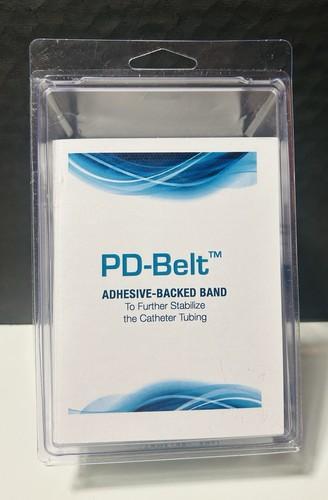 PD-Belt™
ADHESIVE-BACKED BAND
To Further Stabilize
the Catheter Tubing